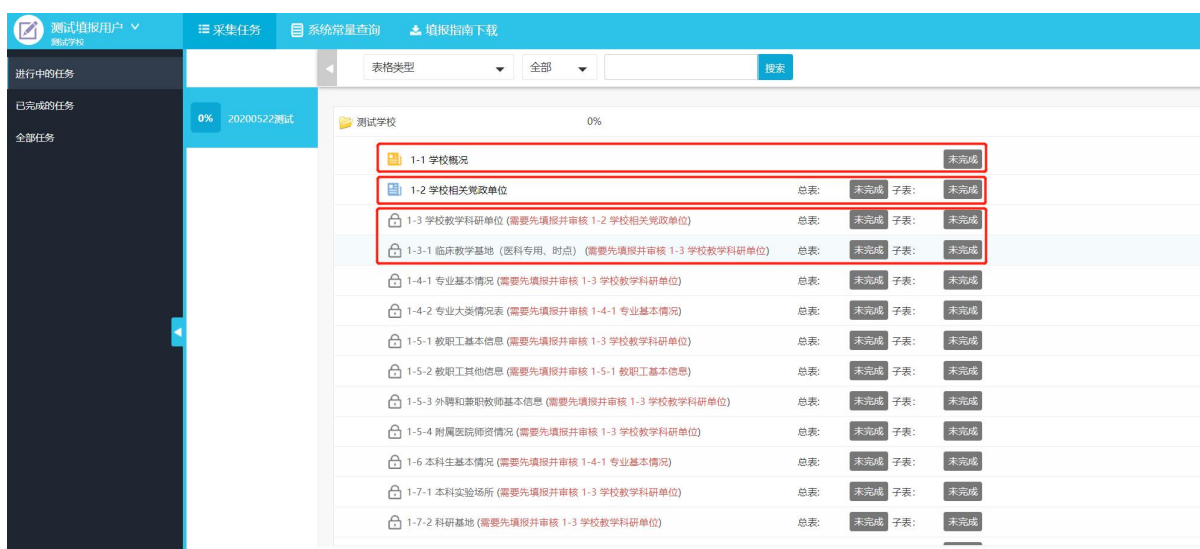 测试填报用户
测试学校
采集任务 系统常量查询 填报指南下载
进行中的任务
已完成的任务
全部任务
表格类型 全部 搜索
0% 20200522测试
测试学校 0%
1-1 学校概况 未完成
1-2 学校相关党政单位 总表: 未完成 子表: 未完成
1-3 学校教学科研单位 (需要先填报并审核 1-2 学校相关党政单位) 总表: 未完成 子表: 未完成
1-3-1 临床教学基地（医科专用、时点） (需要先填报并审核 1-3 学校教学科研单位) 总表: 未完成 子表: 未完成
1-4-1 专业基本情况 (需要先填报并审核 1-3 学校教学科研单位) 总表: 未完成 子表: 未完成
1-4-2 专业大类情况表 (需要先填报并审核 1-4-1 专业基本情况) 总表: 未完成 子表: 未完成
1-5-1 教职工基本信息 (需要先填报并审核 1-3 学校教学科研单位) 总表: 未完成 子表: 未完成
1-5-2 教职工其他信息 (需要先填报并审核 1-5-1 教职工基本信息) 总表: 未完成 子表: 未完成
1-5-3 外聘和兼职教师基本信息 (需要先填报并审核 1-3 学校教学科研单位) 总表: 未完成 子表: 未完成
1-5-4 附属医院师资情况 (需要先填报并审核 1-3 学校教学科研单位) 总表: 未完成 子表: 未完成
1-6 本科生基本情况 (需要先填报并审核 1-4-1 专业基本情况) 总表: 未完成 子表: 未完成
1-7-1 本科实验场所 (需要先填报并审核 1-3 学校教学科研单位) 总表: 未完成 子表: 未完成
1-7-2 科研基地 (需要先填报并审核 1-3 学校教学科研单位) 总表: 未完成 子表: 未完成